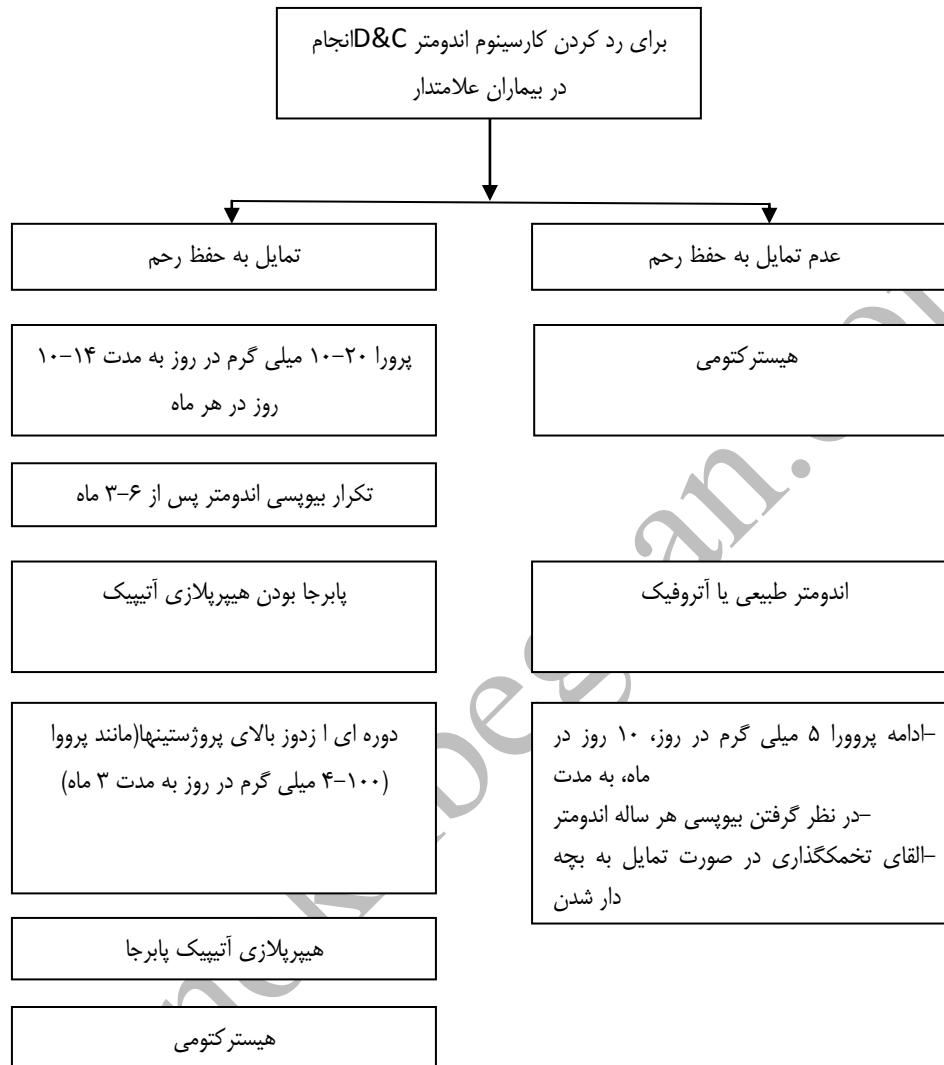 برای رد کردن کارسینوم اندومتر D&Cانجام
در بیماران علامتدار
عدم تمایل به حفظ رحم
تمایل به حفظ رحم
هیسترکتومی
پرورا ۲۰-۱۰ میلی گرم در روز به مدت ۱۴-۱۰
روز در هر ماه
تکرار بیوپسی اندومتر پس از ۶-۳ ماه
اندومتر طبیعی یا آتروفیک
پابرجا بودن هیپرپلازی آتیپیک
-ادامه پروورا ۵ میلی گرم در روز، ۱۰ روز در
ماه، به مدت
-در نظر گرفتن بیوپسی هر ساله اندومتر
-القای تخمکگذاری در صورت تمایل به بچه
دار شدن
دوره ای ا زدوز بالای پروژستینها(مانند پرووا
(۱۰۰-۴ میلی گرم در روز به مدت ۳ ماه)
هیپرپلازی آتیپیک پابرجا
هیسترکتومی